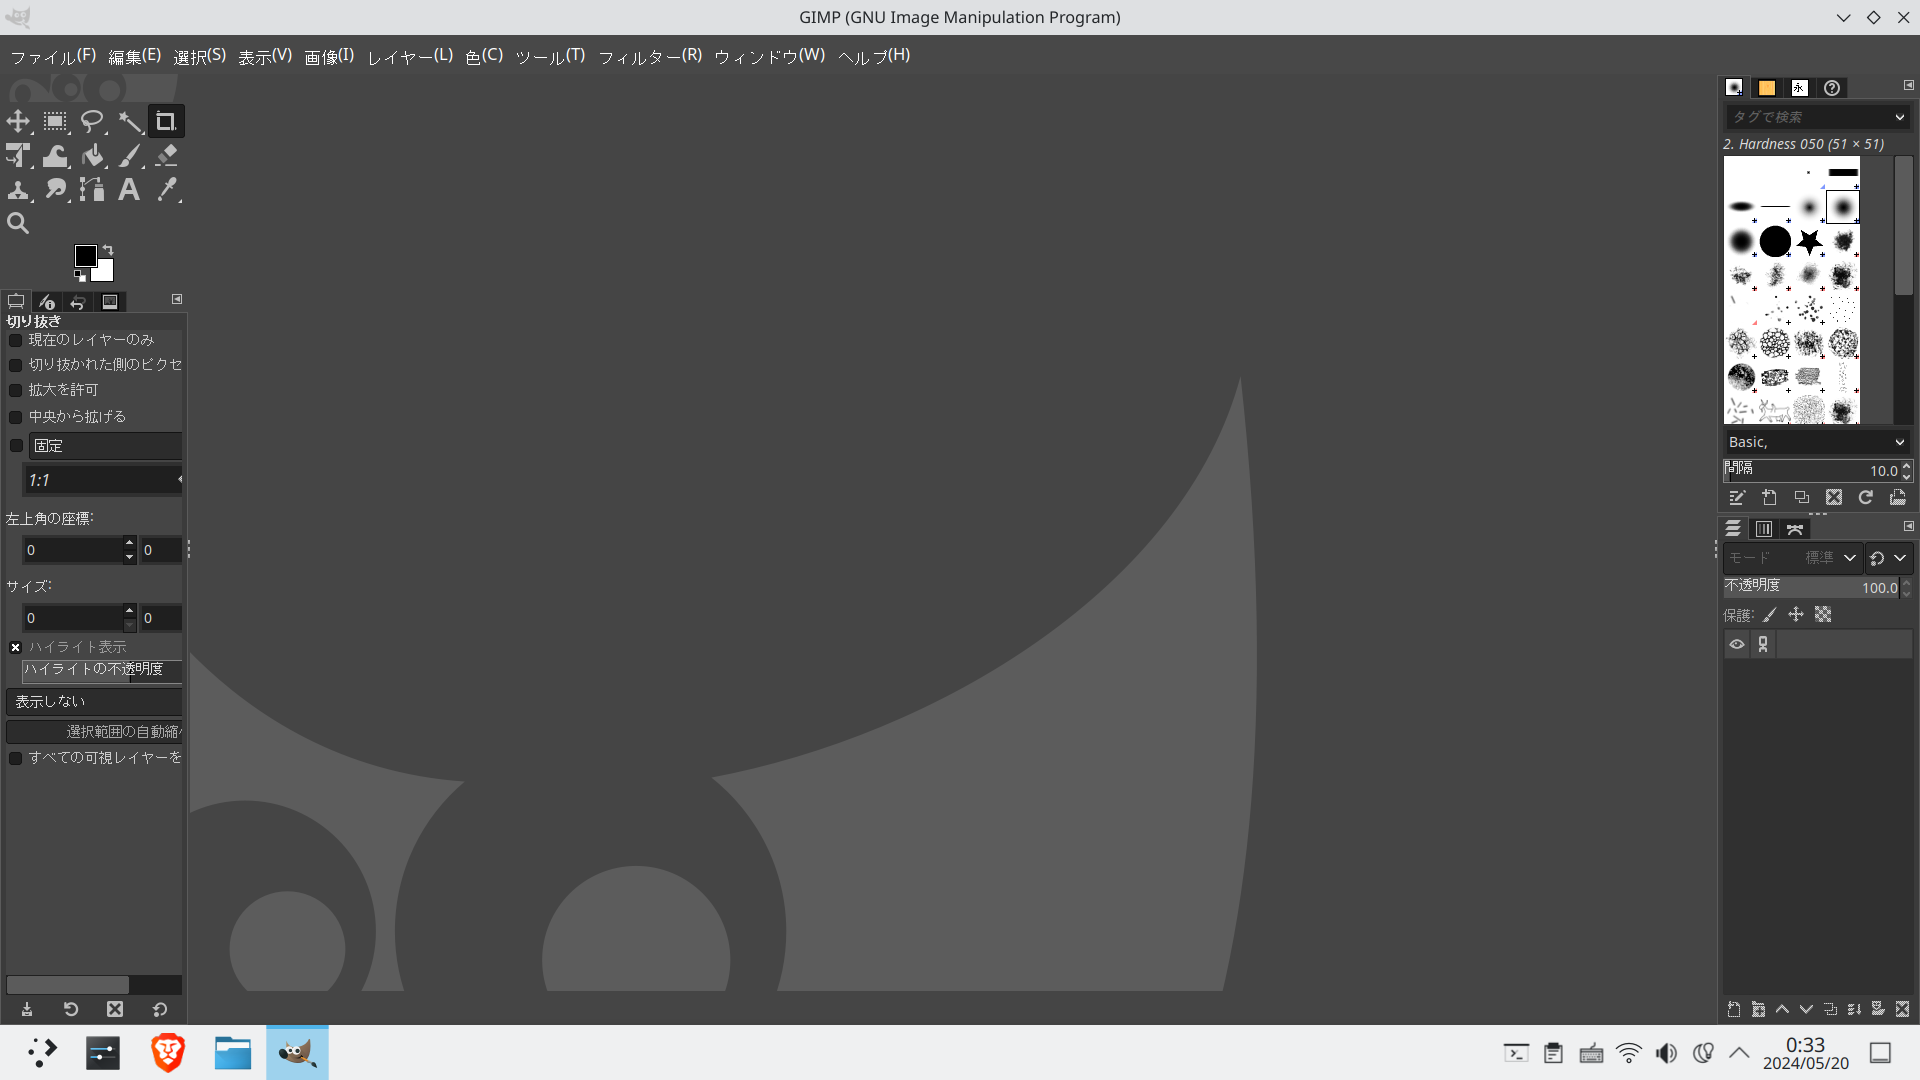 GIMP (GNU Image Manipulation Program)
ファイル(F) 編集(E) 選択(S) 表示(V) 画像(I) レイヤー(L) 色(C) ツール(T) フィルター(R) ウィンドウ(W) ヘルプ(H)
切り抜き
現在のレイヤーのみ
切り抜かれた側のピクセ
拡大を許可
中央から拡げる
固定
1:1
左上角の座標:
0 0
サイズ:
0 0
ハイライト表示
ハイライトの不透明度
表示しない
選択範囲の自動縮
すべての可視レイヤーを
永
タグで検索
2. Hardness 050 (51 × 51)
Basic,
間隔 10.0
モード 標準
不透明度 100.0
保護:
0:33
2024/05/20